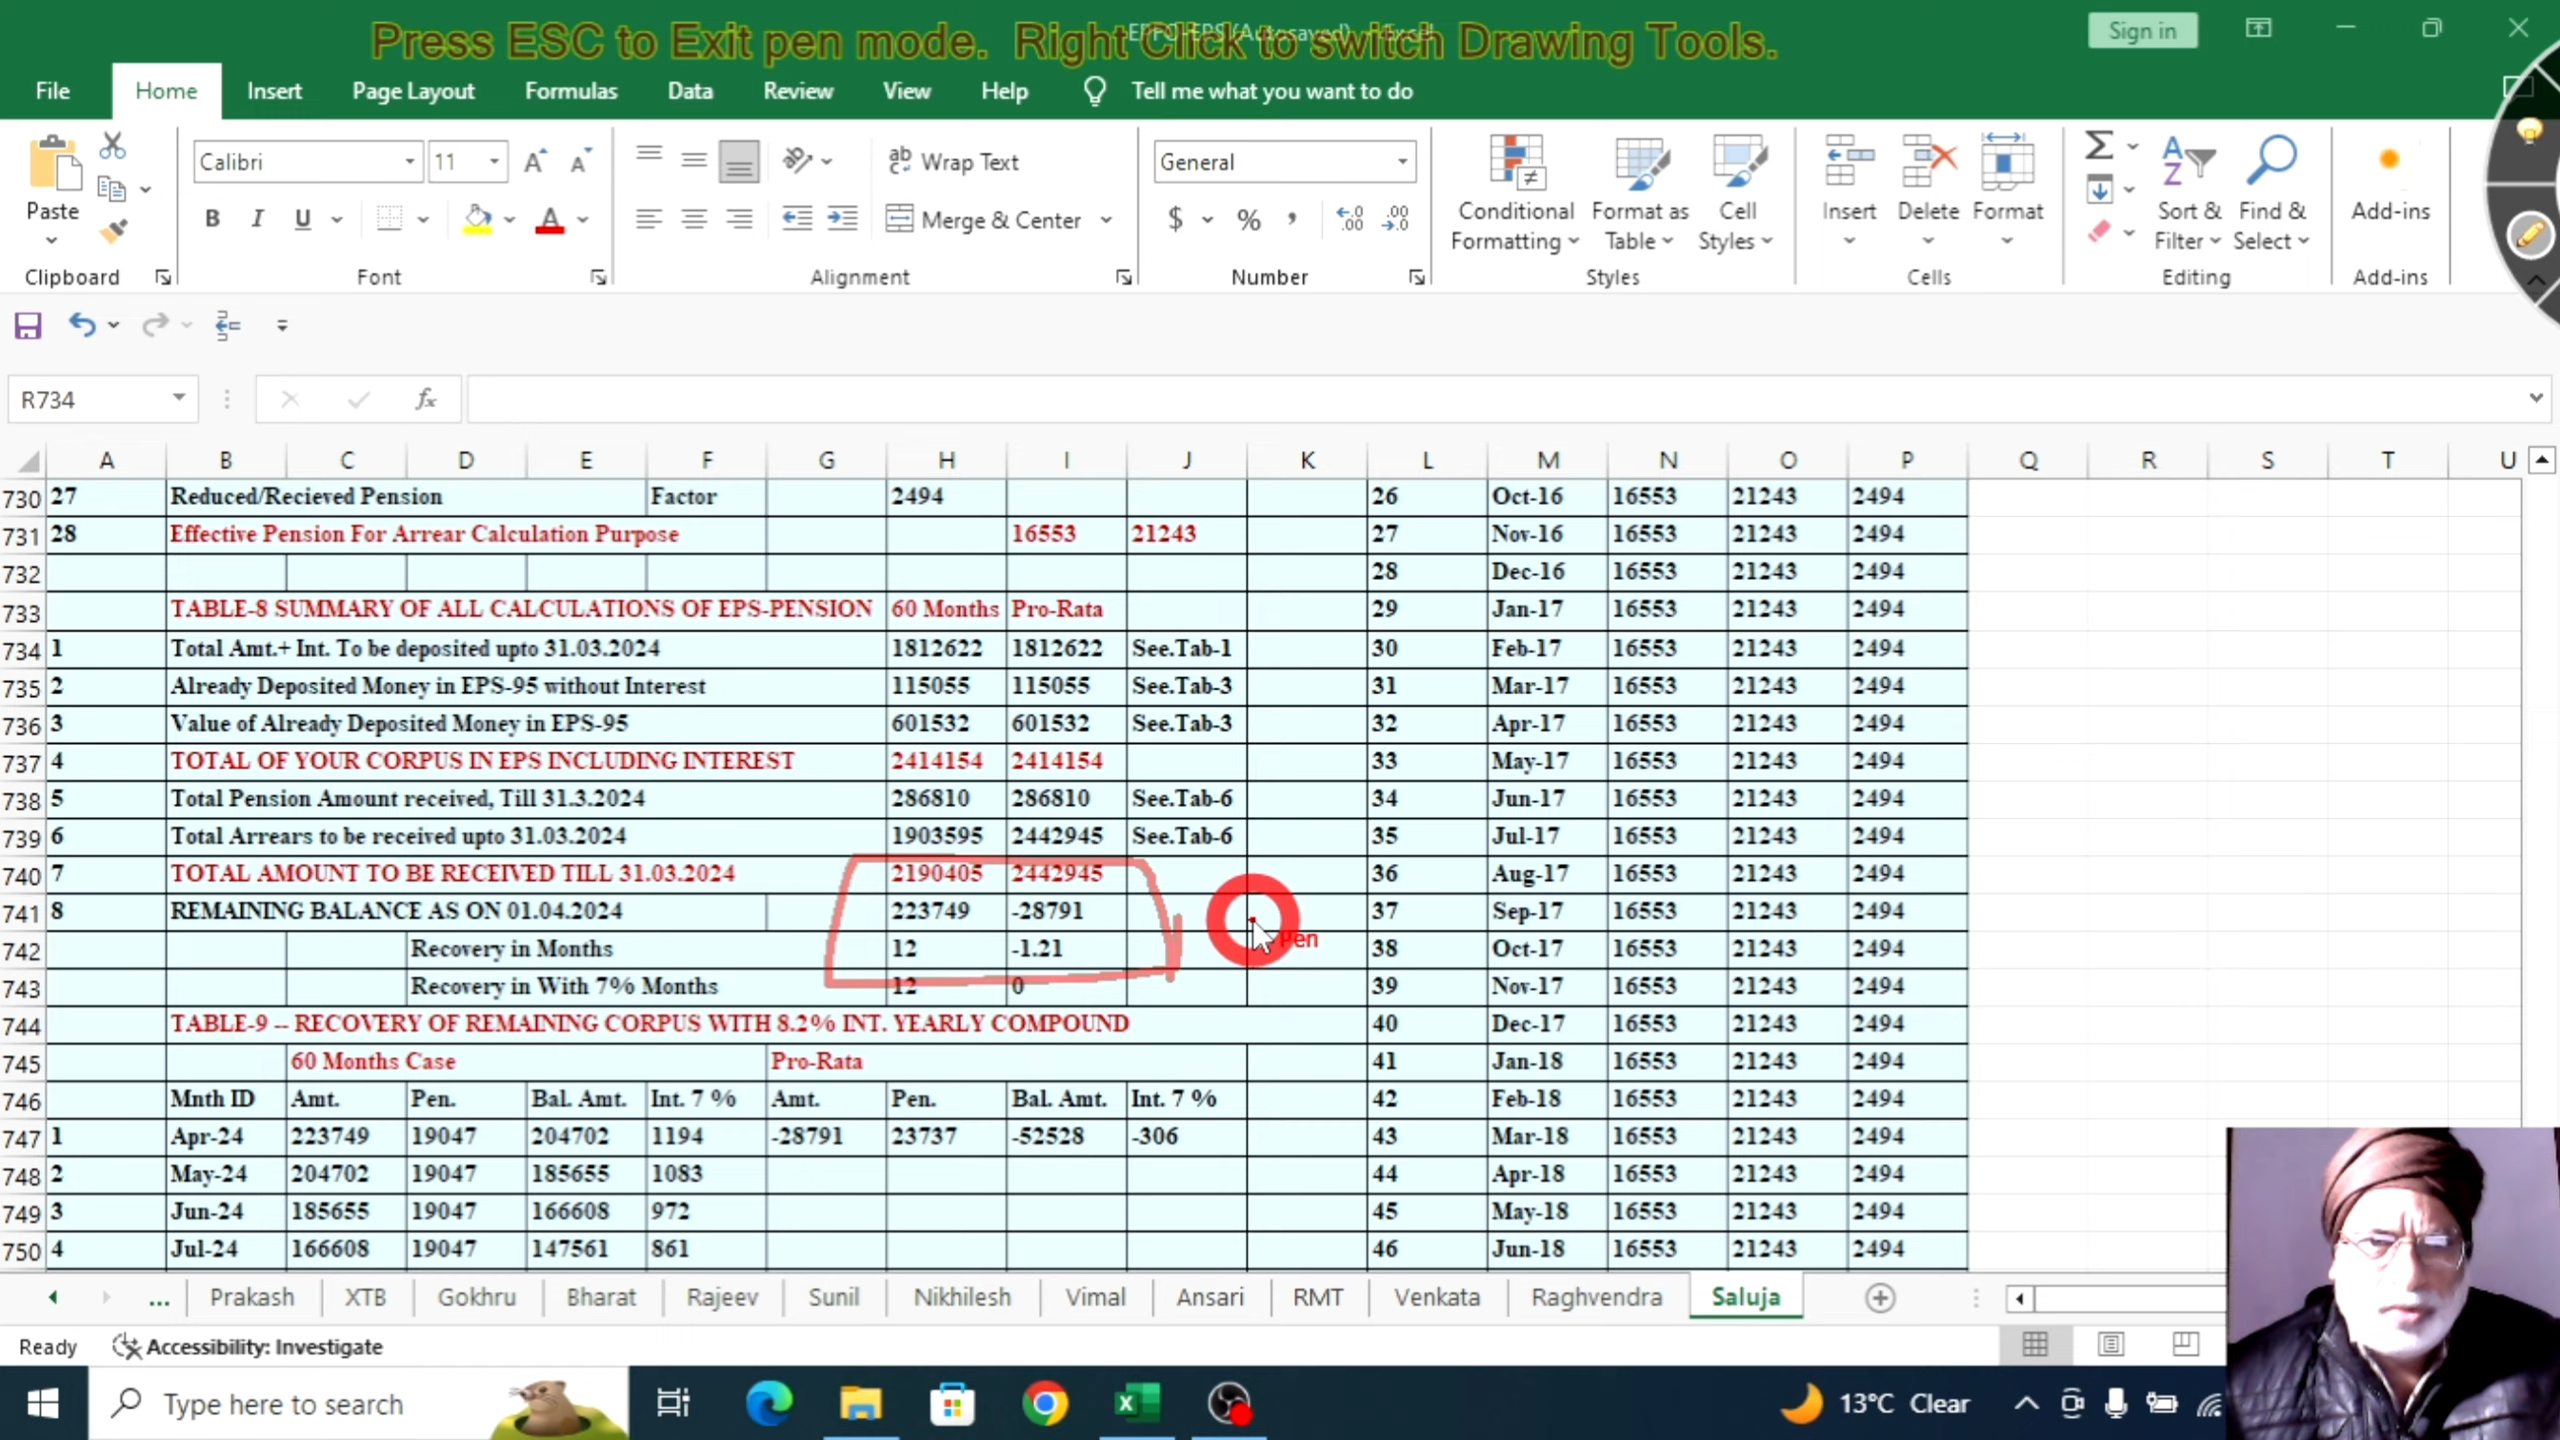 Press ESC to Exit pen mode. Right Click to switch Drawing Tools.
Sign in
File Home Insert Page Layout Formulas Data Review View Help Tell me what you want to do
Paste
Calibri 11
Wrap Text
General
B I U
Merge & Center
$ % ,
Conditional Formatting
Format as Table
Cell Styles
Insert Delete Format
Sort & Filter
Find & Select
Add-ins
Clipboard Font Alignment Number Styles Cells Editing Add-ins
R734 fx
A B C D E F G H I J K L M N O P Q R S T U
730 27 Reduced/Recieved Pension Factor 2494 26 Oct-16 16553 21243 2494
731 28 Effective Pension For Arrear Calculation Purpose 16553 21243 27 Nov-16 16553 21243 2494
732 28 Dec-16 16553 21243 2494
733 TABLE-8 SUMMARY OF ALL CALCULATIONS OF EPS-PENSION 60 Months Pro-Rata 29 Jan-17 16553 21243 2494
734 1 Total Amt.+ Int. To be deposited upto 31.03.2024 1812622 1812622 See.Tab-1 30 Feb-17 16553 21243 2494
735 2 Already Deposited Money in EPS-95 without Interest 115055 115055 See.Tab-3 31 Mar-17 16553 21243 2494
736 3 Value of Already Deposited Money in EPS-95 601532 601532 See.Tab-3 32 Apr-17 16553 21243 2494
737 4 TOTAL OF YOUR CORPUS IN EPS INCLUDING INTEREST 2414154 2414154 33 May-17 16553 21243 2494
738 5 Total Pension Amount received, Till 31.3.2024 286810 286810 See.Tab-6 34 Jun-17 16553 21243 2494
739 6 Total Arrears to be received upto 31.03.2024 1903595 2442945 See.Tab-6 35 Jul-17 16553 21243 2494
740 7 TOTAL AMOUNT TO BE RECEIVED TILL 31.03.2024 2190405 2442945 36 Aug-17 16553 21243 2494
741 8 REMAINING BALANCE AS ON 01.04.2024 223749 -28791 37 Sep-17 16553 21243 2494
742 Recovery in Months 12 -1.21 Pen 38 Oct-17 16553 21243 2494
743 Recovery in With 7% Months 12 0 39 Nov-17 16553 21243 2494
744 TABLE-9 -- RECOVERY OF REMAINING CORPUS WITH 8.2% INT. YEARLY COMPOUND 40 Dec-17 16553 21243 2494
745 60 Months Case Pro-Rata 41 Jan-18 16553 21243 2494
746 Mnth ID Amt. Pen. Bal. Amt. Int. 7 % Amt. Pen. Bal. Amt. Int. 7 % 42 Feb-18 16553 21243 2494
747 1 Apr-24 223749 19047 204702 1194 -28791 23737 -52528 -306 43 Mar-18 16553 21243 2494
748 2 May-24 204702 19047 185655 1083 44 Apr-18 16553 21243 2494
749 3 Jun-24 185655 19047 166608 972 45 May-18 16553 21243 2494
750 4 Jul-24 166608 19047 147561 861 46 Jun-18 16553 21243 2494
... Prakash XTB Gokhru Bharat Rajeev Sunil Nikhilesh Vimal Ansari RMT Venkata Raghvendra Saluja
Ready Accessibility: Investigate
Type here to search
13°C Clear